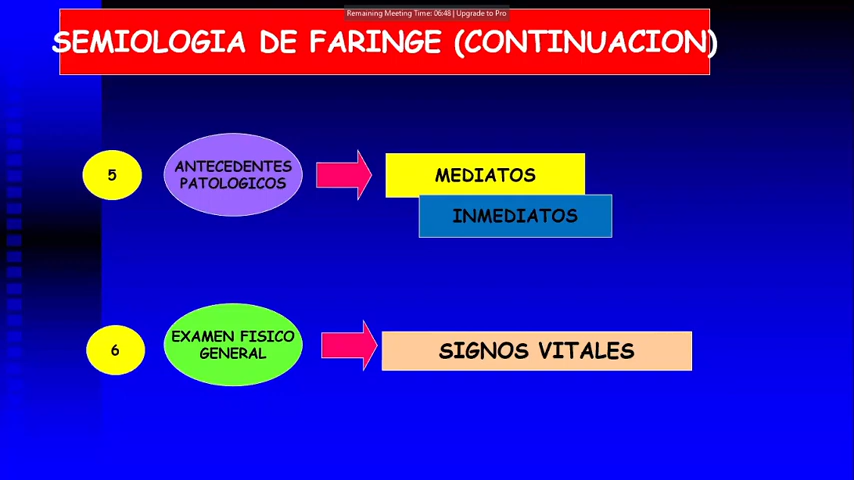 Remaining Meeting Time: 06:48 | Upgrade to Pro
SEMIOLOGIA DE FARINGE (CONTINUACION)
5
ANTECEDENTES
PATOLOGICOS
MEDIATOS
INMEDIATOS
6
EXAMEN FISICO
GENERAL
SIGNOS VITALES